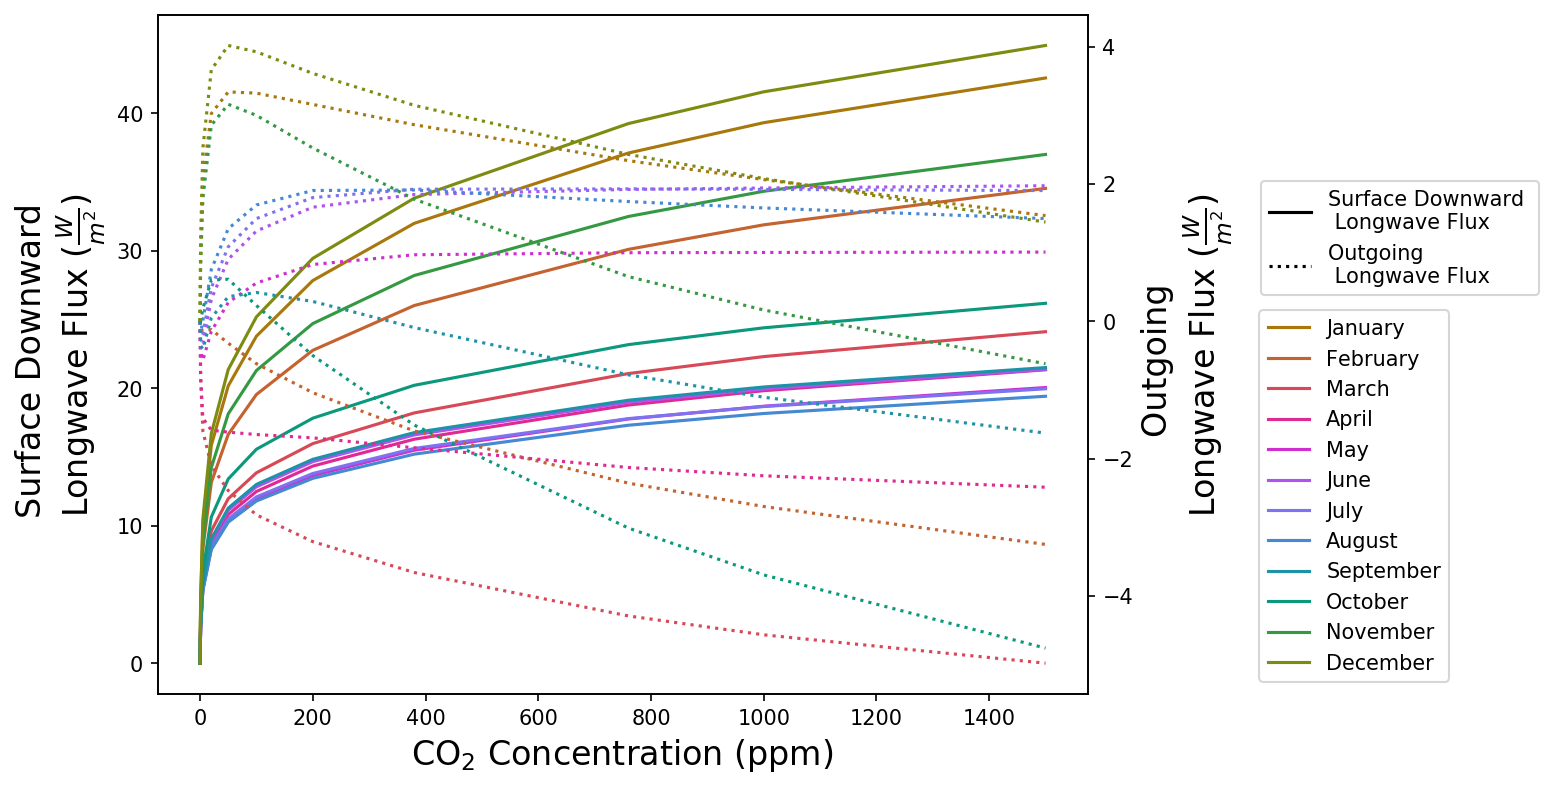 Surface Downward
Longwave Flux (W/m²)
40
30
20
10
0
0
200
400
600
800
1000
1200
1400
CO₂ Concentration (ppm)
4
2
0
−2
−4
Outgoing
Longwave Flux (W/m²)
Surface Downward
Longwave Flux
Outgoing
Longwave Flux
January
February
March
April
May
June
July
August
September
October
November
December